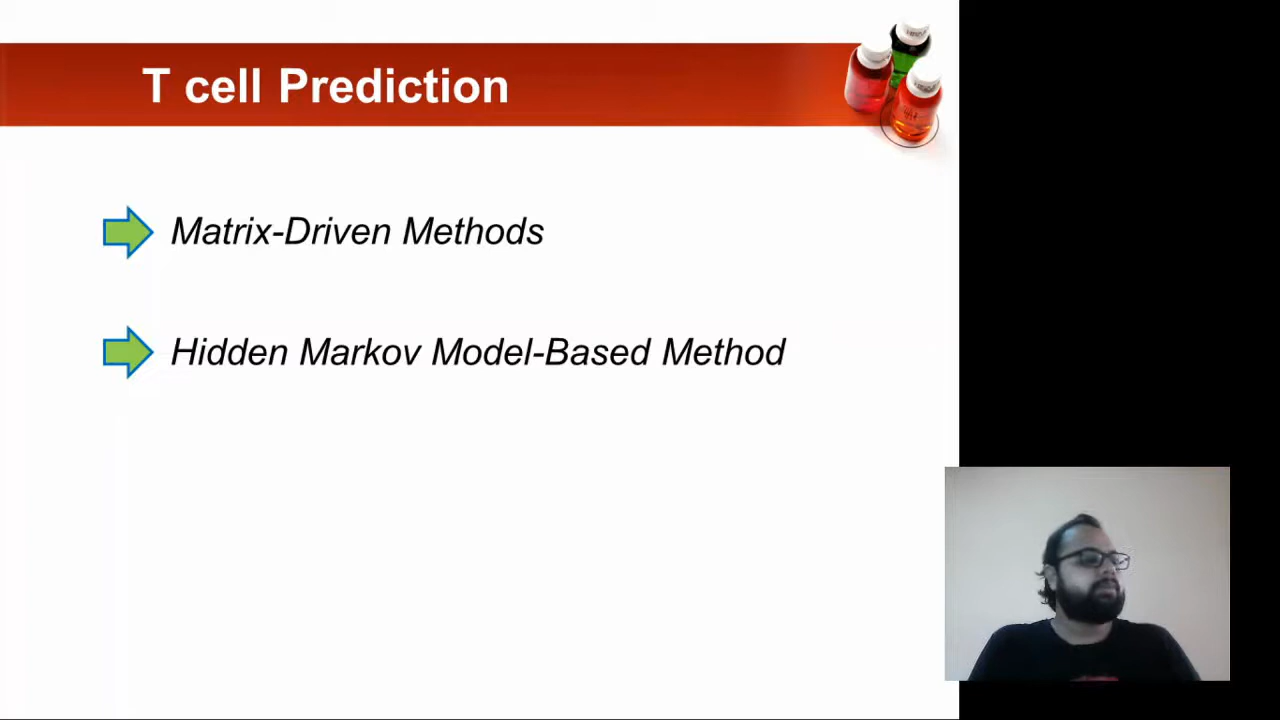 T cell Prediction
Matrix-Driven Methods
Hidden Markov Model-Based Method